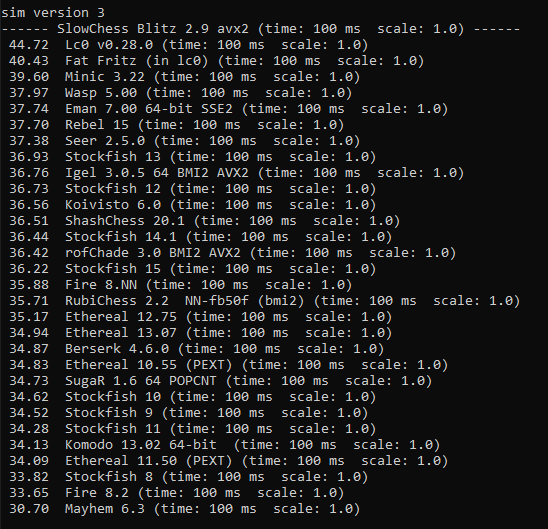 sim version 3
------ SlowChess Blitz 2.9 avx2 (time: 100 ms  scale: 1.0) ------
44.72  Lc0 v0.28.0 (time: 100 ms  scale: 1.0)
40.43  Fat Fritz (in lc0) (time: 100 ms  scale: 1.0)
39.60  Minic 3.22 (time: 100 ms  scale: 1.0)
37.97  Wasp 5.00 (time: 100 ms  scale: 1.0)
37.74  Eman 7.00 64-bit SSE2 (time: 100 ms  scale: 1.0)
37.70  Rebel 15 (time: 100 ms  scale: 1.0)
37.38  Seer 2.5.0 (time: 100 ms  scale: 1.0)
36.93  Stockfish 13 (time: 100 ms  scale: 1.0)
36.76  Igel 3.0.5 64 BMI2 AVX2 (time: 100 ms  scale: 1.0)
36.73  Stockfish 12 (time: 100 ms  scale: 1.0)
36.56  Koivisto 6.0 (time: 100 ms  scale: 1.0)
36.51  ShashChess 20.1 (time: 100 ms  scale: 1.0)
36.44  Stockfish 14.1 (time: 100 ms  scale: 1.0)
36.42  rofChade 3.0 BMI2 AVX2 (time: 100 ms  scale: 1.0)
36.22  Stockfish 15 (time: 100 ms  scale: 1.0)
35.88  Fire 8.NN (time: 100 ms  scale: 1.0)
35.71  RubiChess 2.2  NN-fb50f (bmi2) (time: 100 ms  scale: 1.0)
35.17  Ethereal 12.75 (time: 100 ms  scale: 1.0)
34.94  Ethereal 13.07 (time: 100 ms  scale: 1.0)
34.87  Berserk 4.6.0 (time: 100 ms  scale: 1.0)
34.83  Ethereal 10.55 (PEXT) (time: 100 ms  scale: 1.0)
34.73  SugaR 1.6 64 POPCNT (time: 100 ms  scale: 1.0)
34.62  Stockfish 10 (time: 100 ms  scale: 1.0)
34.52  Stockfish 9 (time: 100 ms  scale: 1.0)
34.28  Stockfish 11 (time: 100 ms  scale: 1.0)
34.13  Komodo 13.02 64-bit  (time: 100 ms  scale: 1.0)
34.09  Ethereal 11.50 (PEXT) (time: 100 ms  scale: 1.0)
33.82  Stockfish 8 (time: 100 ms  scale: 1.0)
33.65  Fire 8.2 (time: 100 ms  scale: 1.0)
30.70  Mayhem 6.3 (time: 100 ms  scale: 1.0)